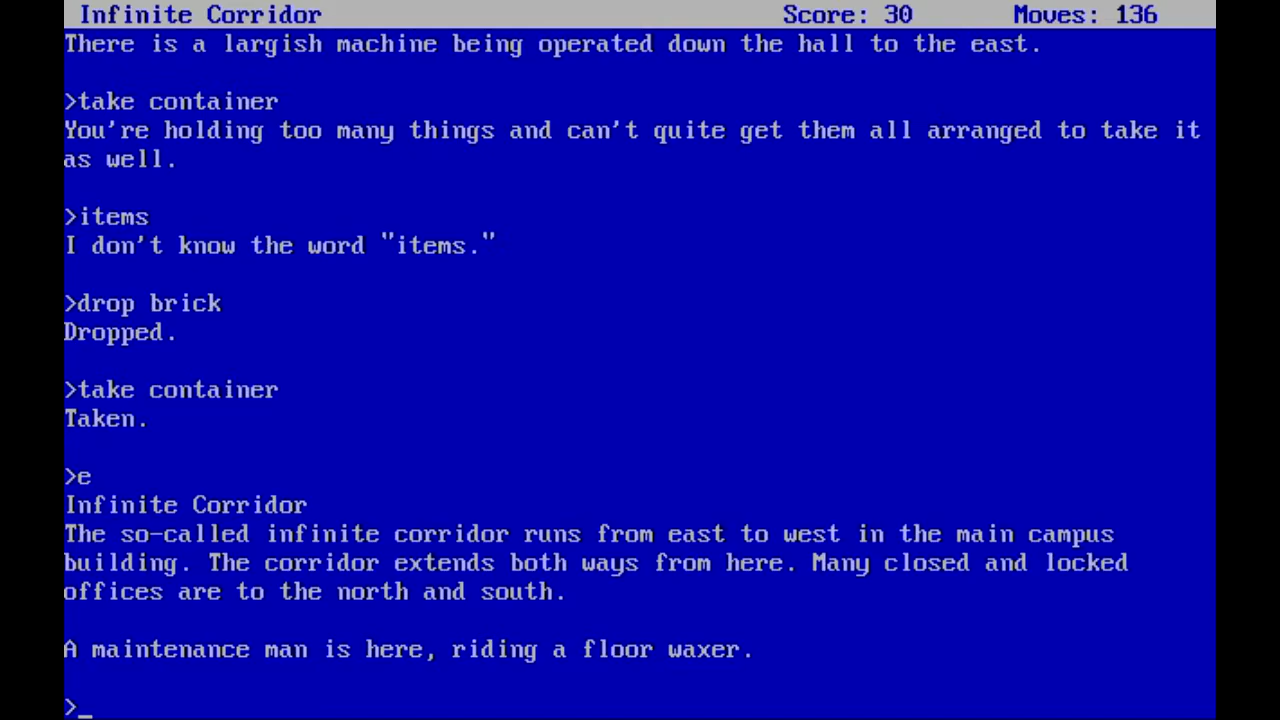 Infinite Corridor Score: 30 Moves: 136
There is a largish machine being operated down the hall to the east.
>take container
You're holding too many things and can't quite get them all arranged to take it
as well.
>items
I don't know the word "items."
>drop brick
Dropped.
>take container
Taken.
>e
Infinite Corridor
The so-called infinite corridor runs from east to west in the main campus
building. The corridor extends both ways from here. Many closed and locked
offices are to the north and south.
A maintenance man is here, riding a floor waxer.
>_